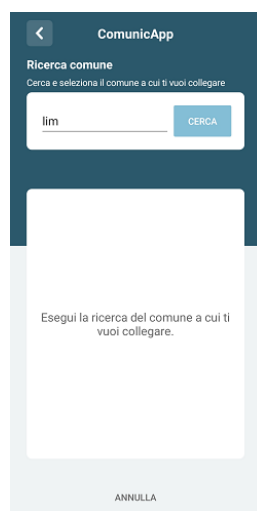 ComunicApp
Ricerca comune
Cerca e seleziona il comune a cui ti vuoi collegare
lim
CERCA
Esegui la ricerca del comune a cui ti
vuoi collegare.
ANNULLA